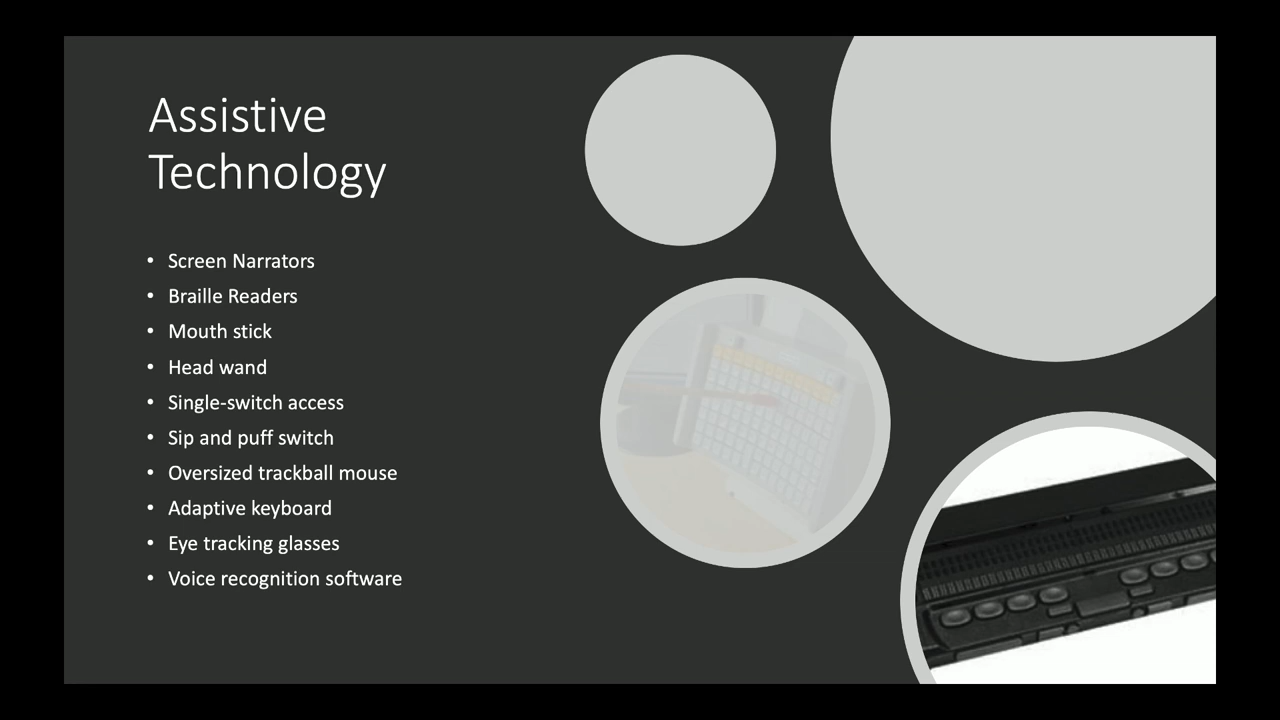 Assistive
Technology
• Screen Narrators
• Braille Readers
• Mouth stick
• Head wand
• Single-switch access
• Sip and puff switch
• Oversized trackball mouse
• Adaptive keyboard
• Eye tracking glasses
• Voice recognition software